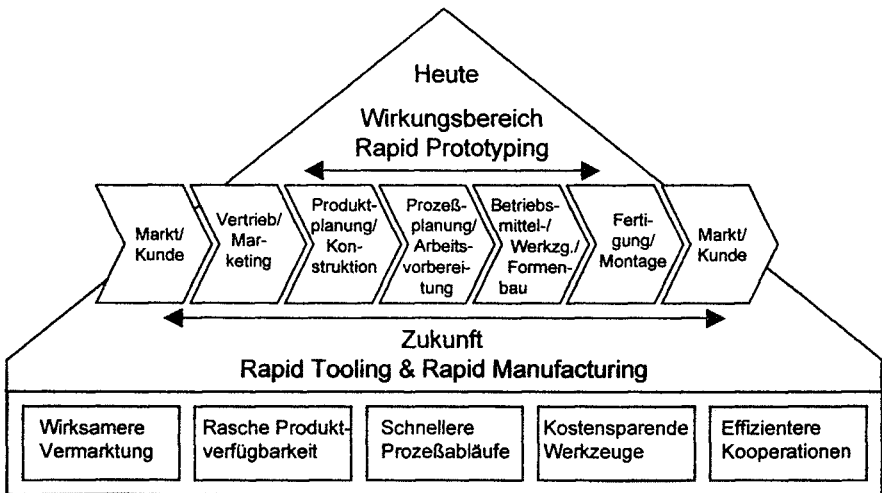 Heute
Wirkungsbereich
Rapid Prototyping
Markt/
Kunde
Vertrieb/
Mar-
keting
Produkt-
planung/
Kon-
struktion
Prozeß-
planung/
Arbeits-
vorberei-
tung
Betriebs-
mittel-/
Werkzg./
Formen-
bau
Ferti-
gung/
Montage
Markt/
Kunde
Zukunft
Rapid Tooling & Rapid Manufacturing
Wirksamere
Vermarktung
Rasche Produkt-
verfügbarkeit
Schnellere
Prozeßabläufe
Kostensparende
Werkzeuge
Effizientere
Kooperationen